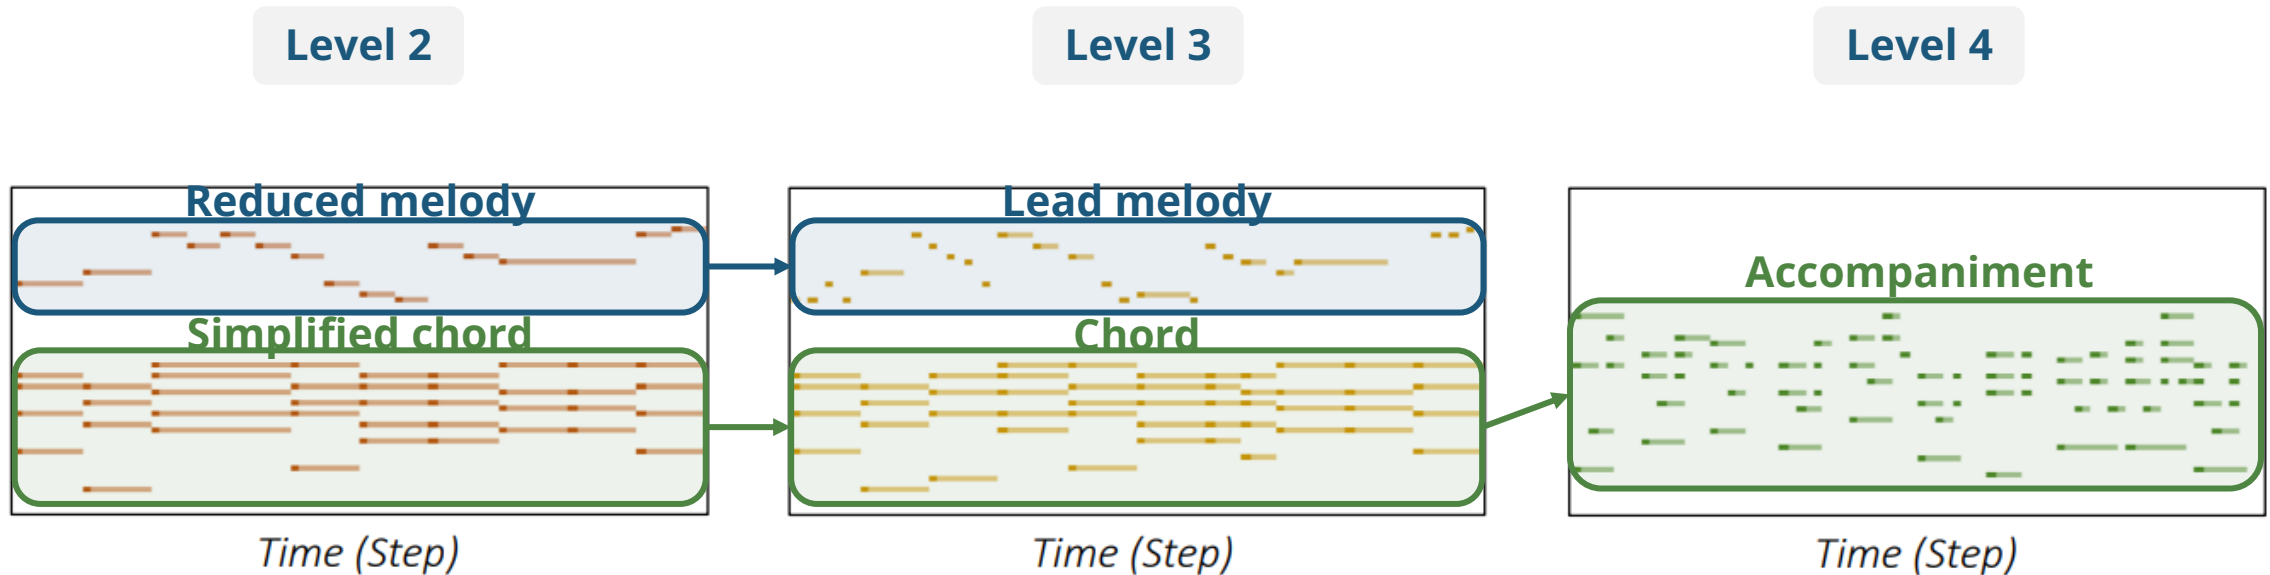 Level 2
Level 3
Level 4
Reduced melody
Lead melody
Accompaniment
Simplified chord
Chord
Time (Step)
Time (Step)
Time (Step)